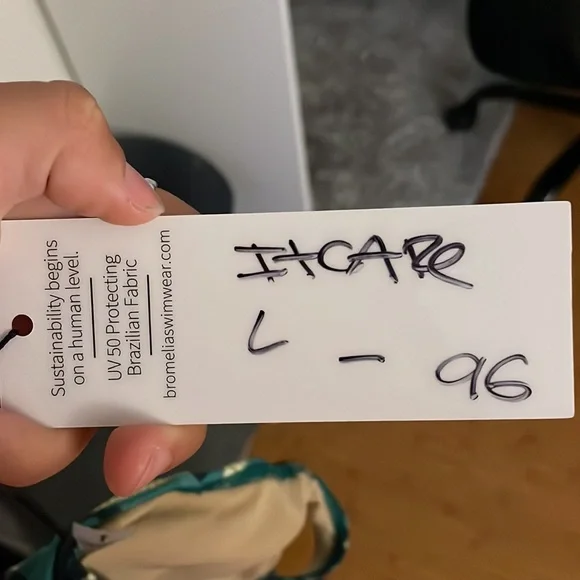 Sustainability begins
on a human level.
UV 50 Protecting
Brazilian Fabric
bromeliaswimwear.com
ITCARE
L - 96